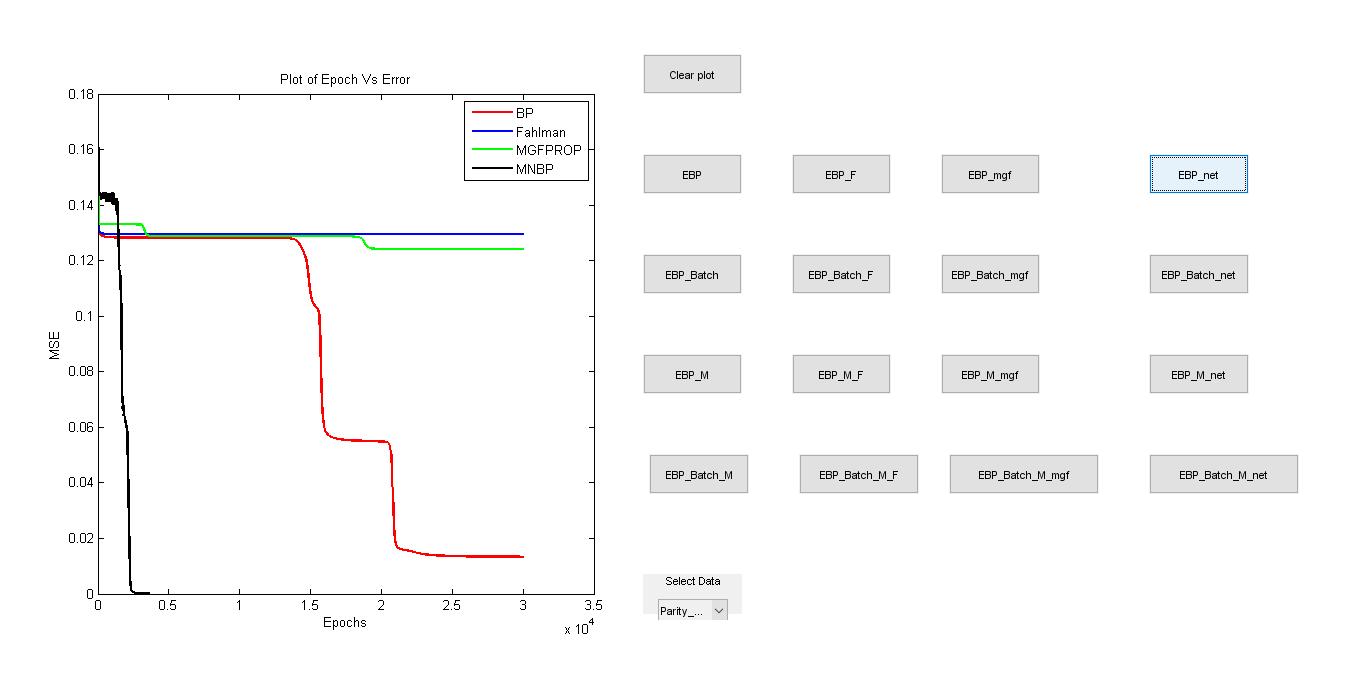 Plot of Epoch Vs Error
0.18
0.16
0.14
0.12
0.1
0.08
0.06
0.04
0.02
0
MSE
BP
Fahlman
MGFPROP
MNBP
0 0.5 1 1.5 2 2.5 3 3.5
Epochs
x 10^4
Clear plot
EBP EBP_F EBP_mgf EBP_net
EBP_Batch EBP_Batch_F EBP_Batch_mgf EBP_Batch_net
EBP_M EBP_M_F EBP_M_mgf EBP_M_net
EBP_Batch_M EBP_Batch_M_F EBP_Batch_M_mgf EBP_Batch_M_net
Select Data
Parity_...